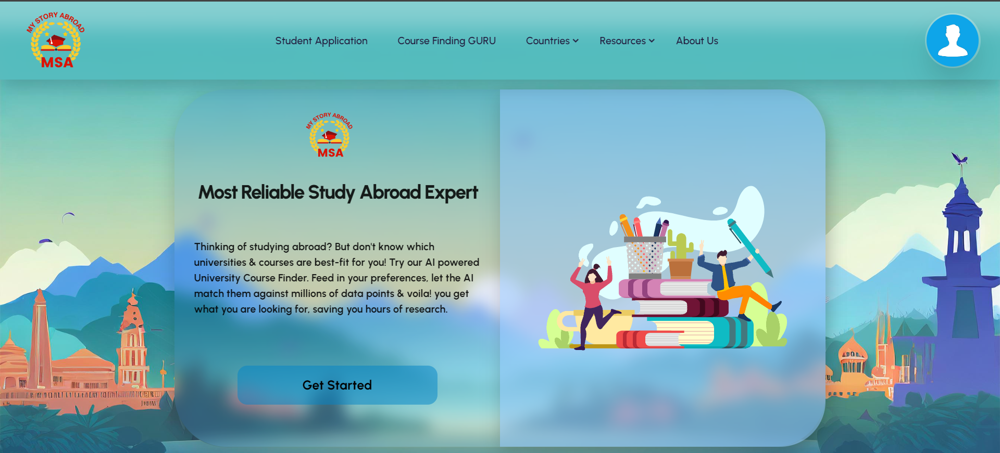 MY STORY ABROAD
MSA
Student Application
Course Finding GURU
Countries
Resources
About Us
MY STORY ABROAD
MSA
Most Reliable Study Abroad Expert
Thinking of studying abroad? But don't know which
universities & courses are best-fit for you! Try our AI powered
University Course Finder. Feed in your preferences, let the AI
match them against millions of data points & voila! you get
what you are looking for, saving you hours of research.
Get Started